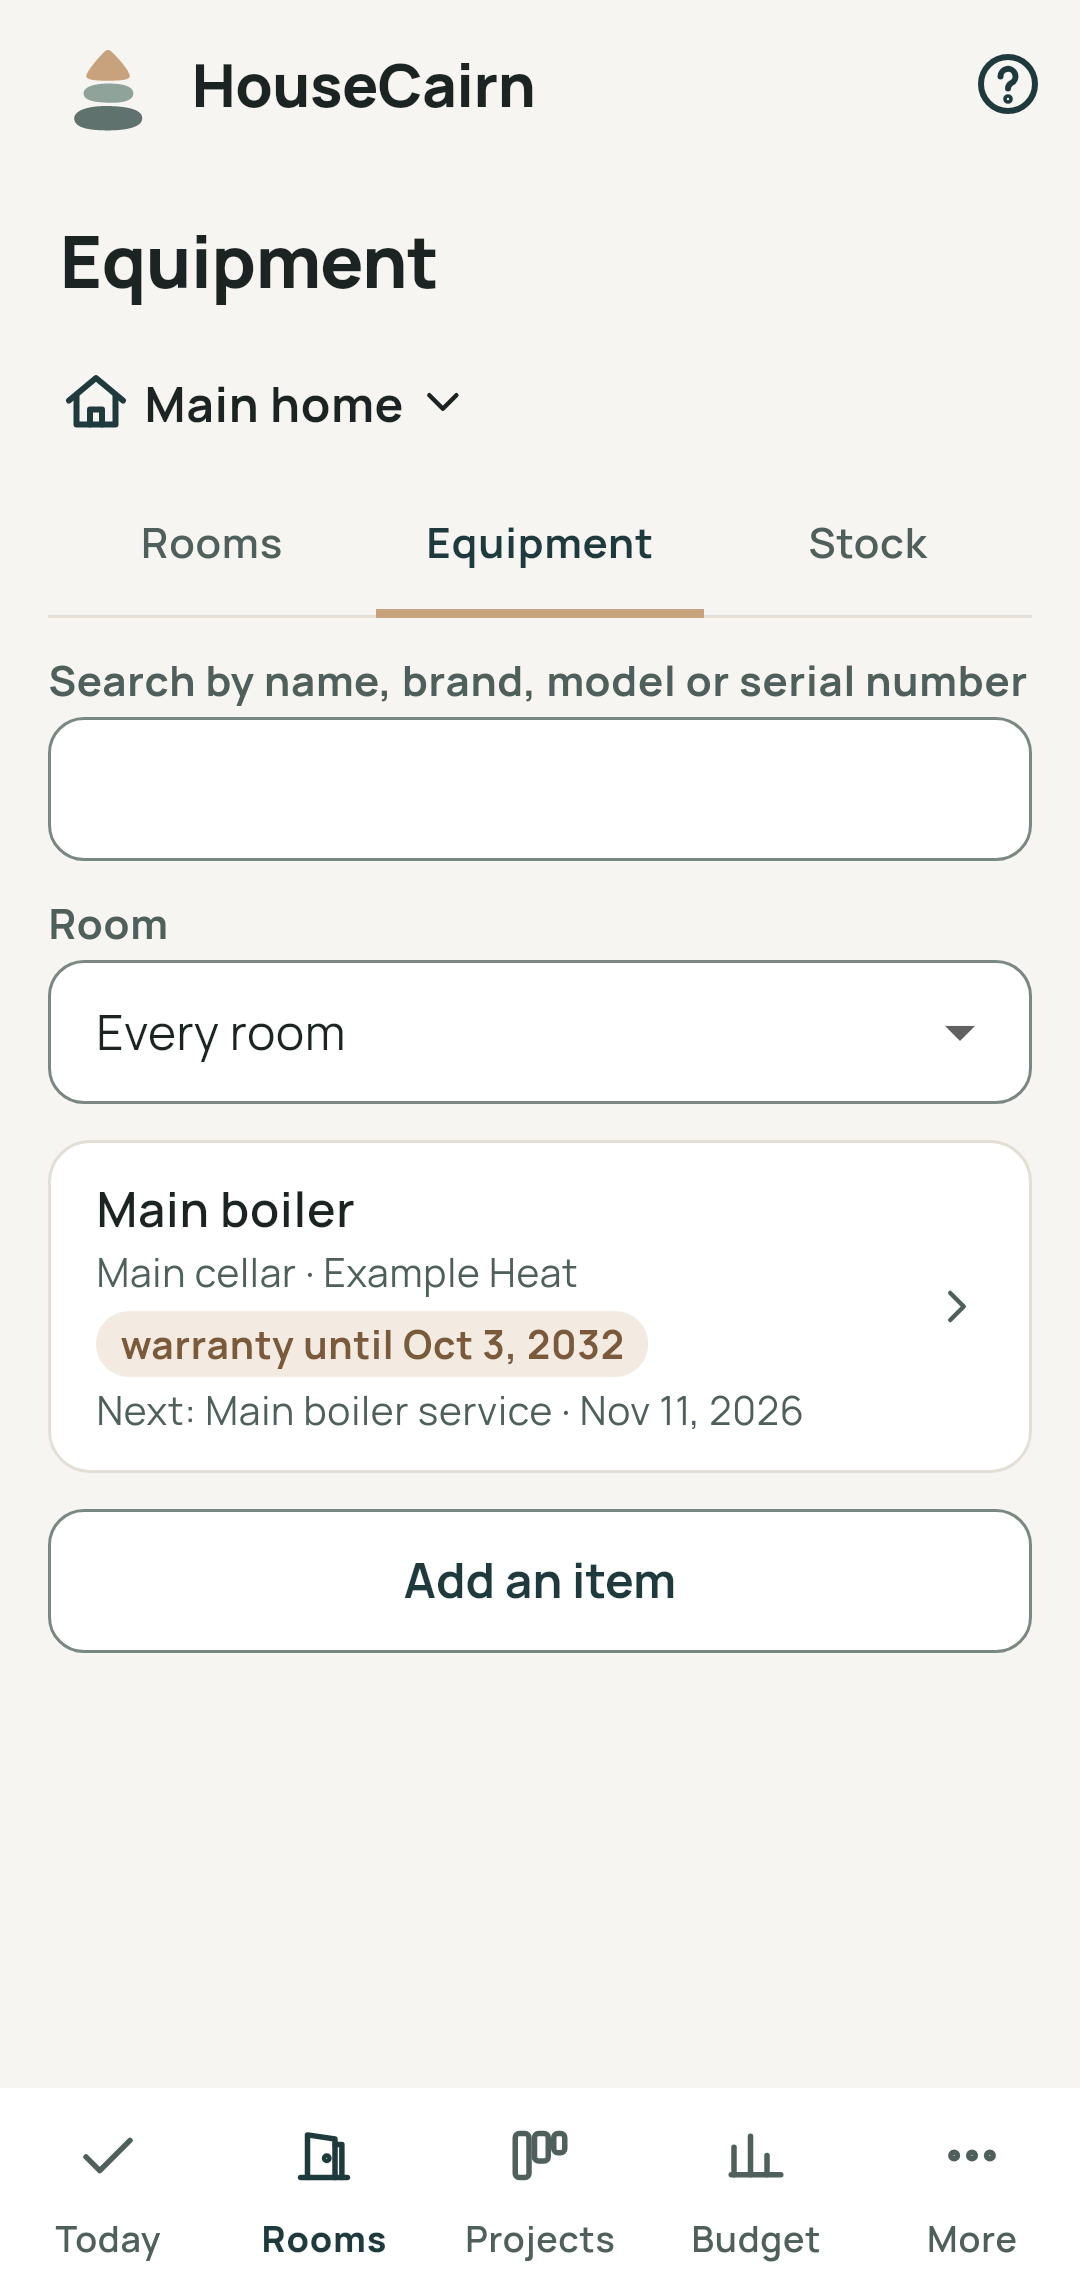 HouseCairn
Equipment
Main home
Rooms Equipment Stock
Search by name, brand, model or serial number
Room
Every room
Main boiler
Main cellar · Example Heat
warranty until Oct 3, 2032
Next: Main boiler service · Nov 11, 2026
Add an item
Today Rooms Projects Budget More